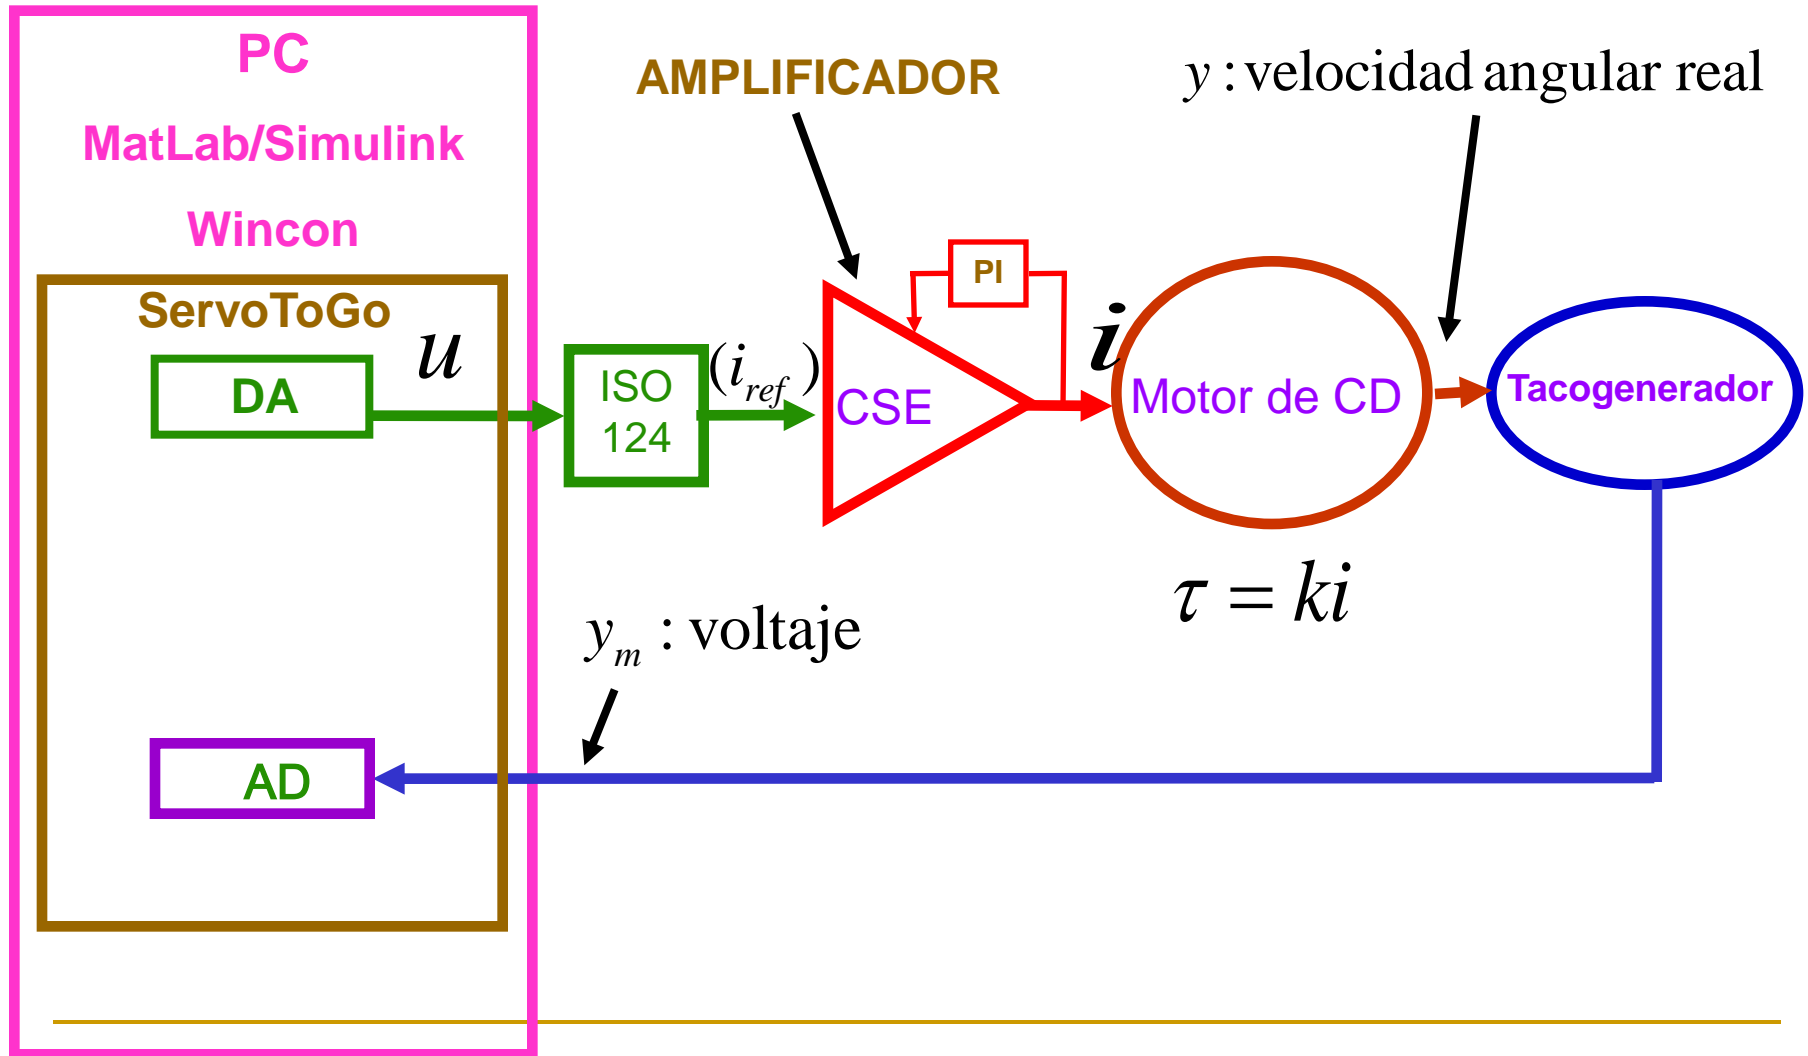 PC
MatLab/Simulink
Wincon
ServoToGo
DA
u
ISO
124
(i_ref)
AMPLIFICADOR
PI
CSE
i
Motor de CD
τ = ki
y : velocidad angular real
Tacogenerador
y_m : voltaje
AD